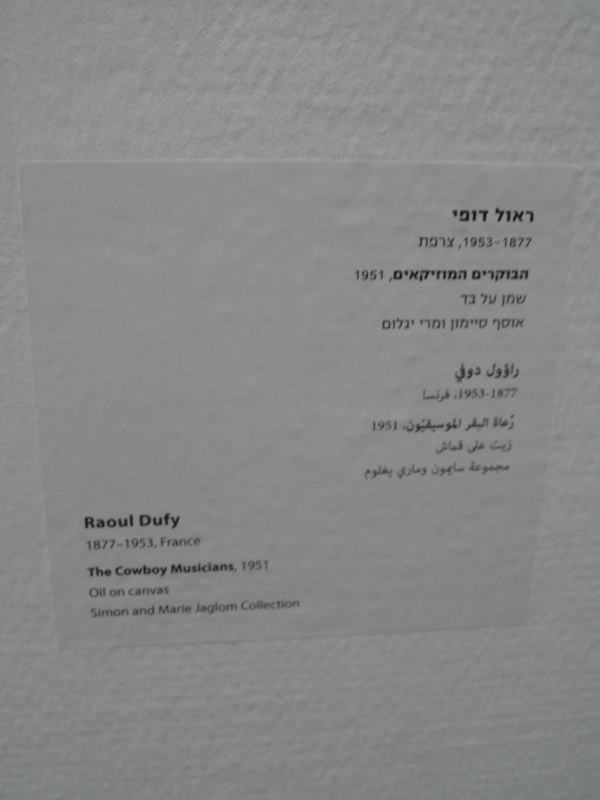 ראול דופי
1953-1877, צרפת
הבוקרים המוזיקאים, 1951
שמן על בד
אוסף סיימון ומרי יגלום
راؤول دوفي
1953-1877، فرنسا
رُعاة البقر الموسيقيّون، 1951
زيت على قماش
مجموعة سايمون وماري يغلوم
Raoul Dufy
1877–1953, France
The Cowboy Musicians, 1951
Oil on canvas
Simon and Marie Jaglom Collection